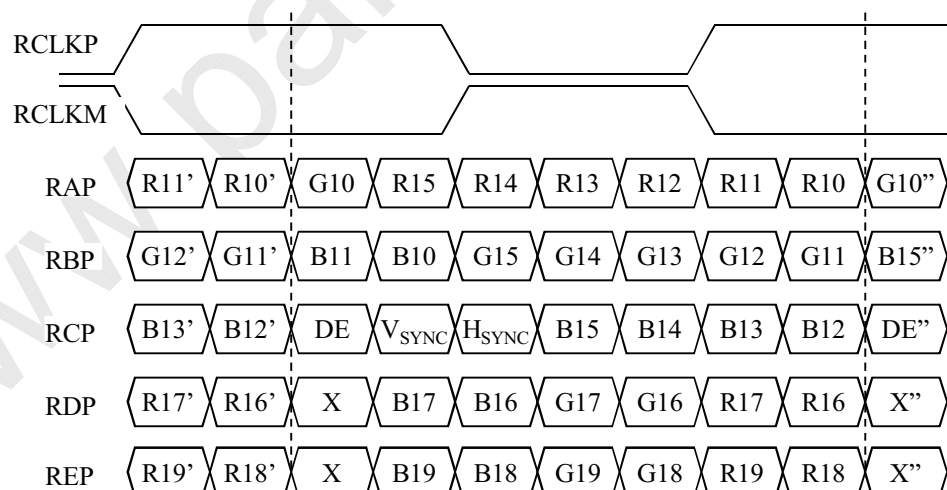 RCLKP
RCLKM
RAP R11’ R10’ G10 R15 R14 R13 R12 R11 R10 G10”
RBP G12’ G11’ B11 B10 G15 G14 G13 G12 G11 B15”
RCP B13’ B12’ DE VSYNC HSYNC B15 B14 B13 B12 DE”
RDP R17’ R16’ X B17 B16 G17 G16 R17 R16 X”
REP R19’ R18’ X B19 B18 G19 G18 R19 R18 X”